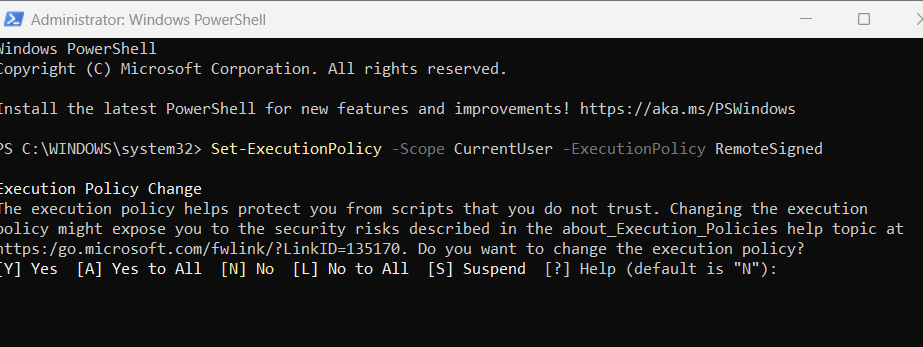 Administrator: Windows PowerShell
Windows PowerShell
Copyright (C) Microsoft Corporation. All rights reserved.
Install the latest PowerShell for new features and improvements! https://aka.ms/PSWindows
PS C:\WINDOWS\system32> Set-ExecutionPolicy -Scope CurrentUser -ExecutionPolicy RemoteSigned
Execution Policy Change
The execution policy helps protect you from scripts that you do not trust. Changing the execution
policy might expose you to the security risks described in the about_Execution_Policies help topic at
https:/go.microsoft.com/fwlink/?LinkID=135170. Do you want to change the execution policy?
[Y] Yes  [A] Yes to All  [N] No  [L] No to All  [S] Suspend  [?] Help (default is "N"):